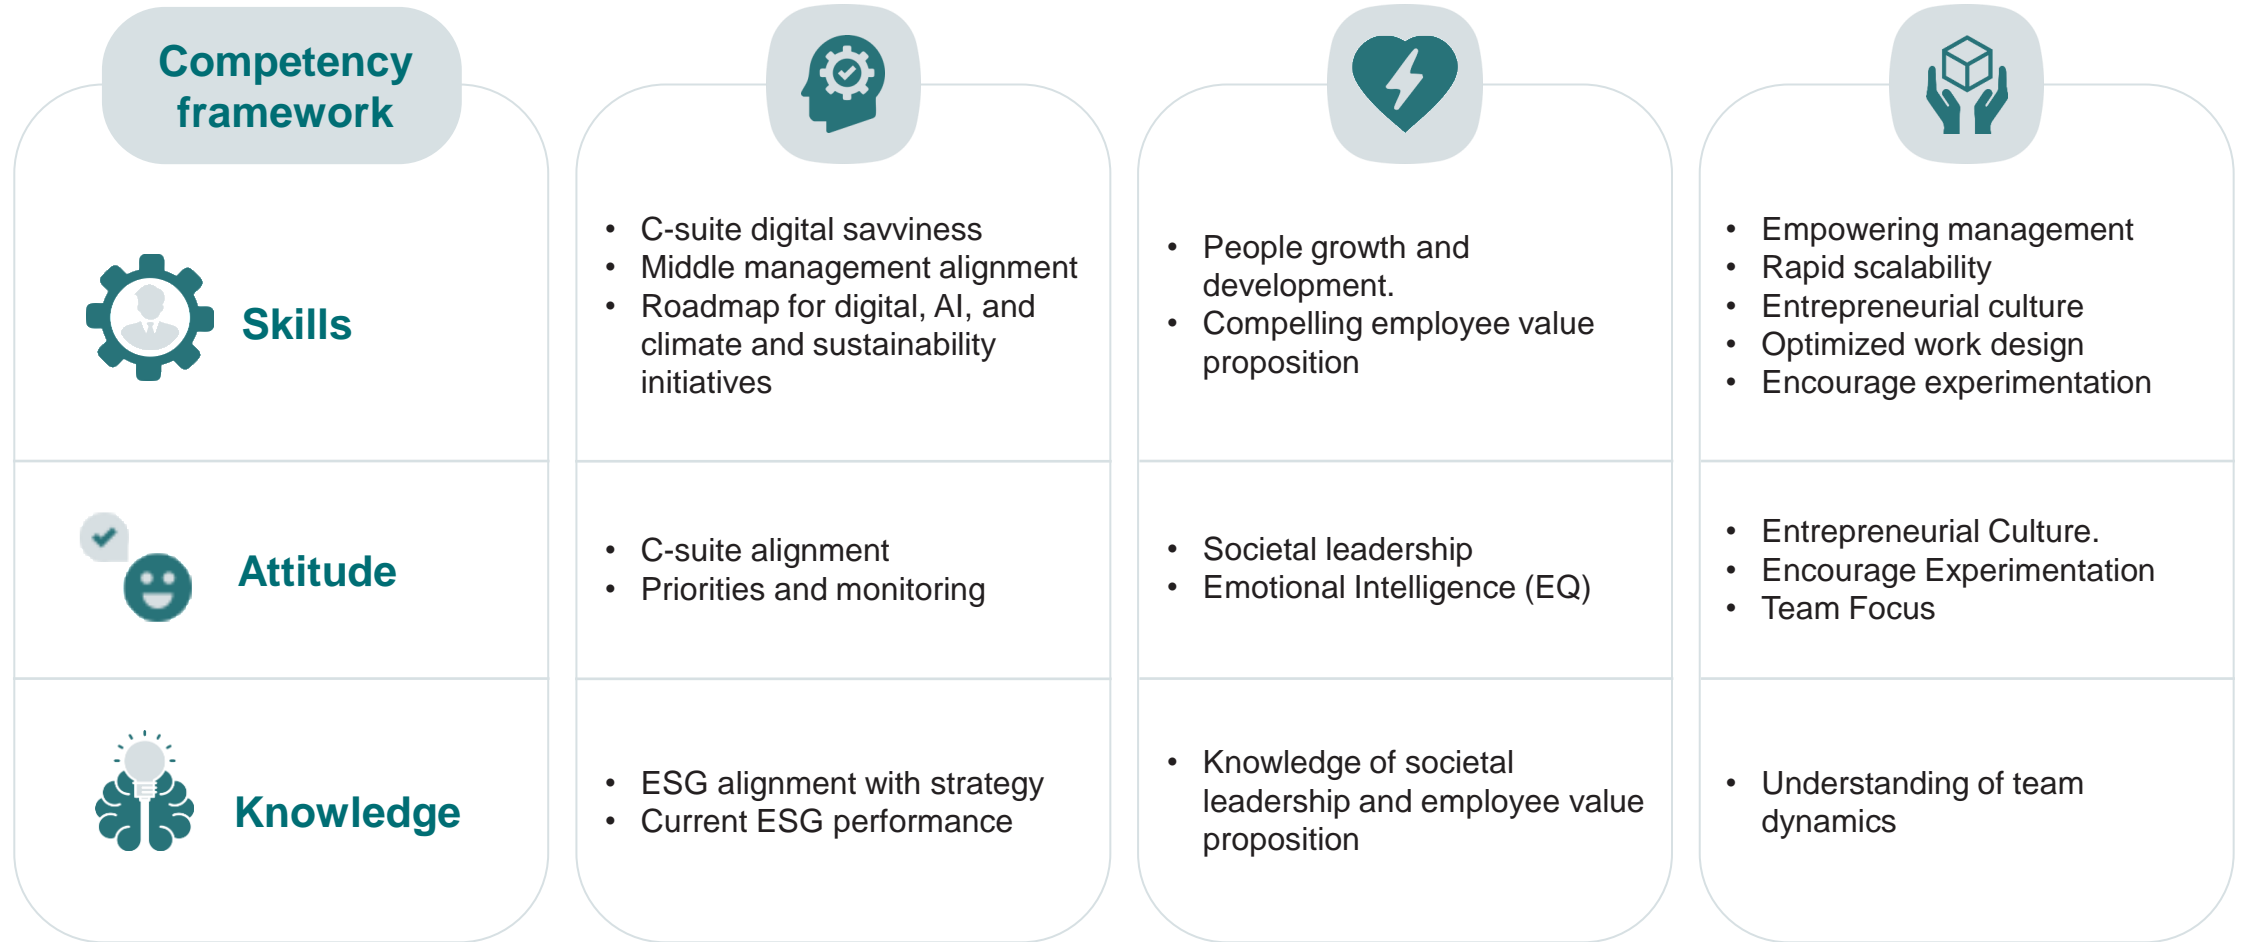 Competency
framework
Skills
• C-suite digital savviness
• Middle management alignment
• Roadmap for digital, AI, and
climate and sustainability
initiatives
• People growth and
development.
• Compelling employee value
proposition
• Empowering management
• Rapid scalability
• Entrepreneurial culture
• Optimized work design
• Encourage experimentation
Attitude
• C-suite alignment
• Priorities and monitoring
• Societal leadership
• Emotional Intelligence (EQ)
• Entrepreneurial Culture.
• Encourage Experimentation
• Team Focus
Knowledge
• ESG alignment with strategy
• Current ESG performance
• Knowledge of societal
leadership and employee value
proposition
• Understanding of team
dynamics